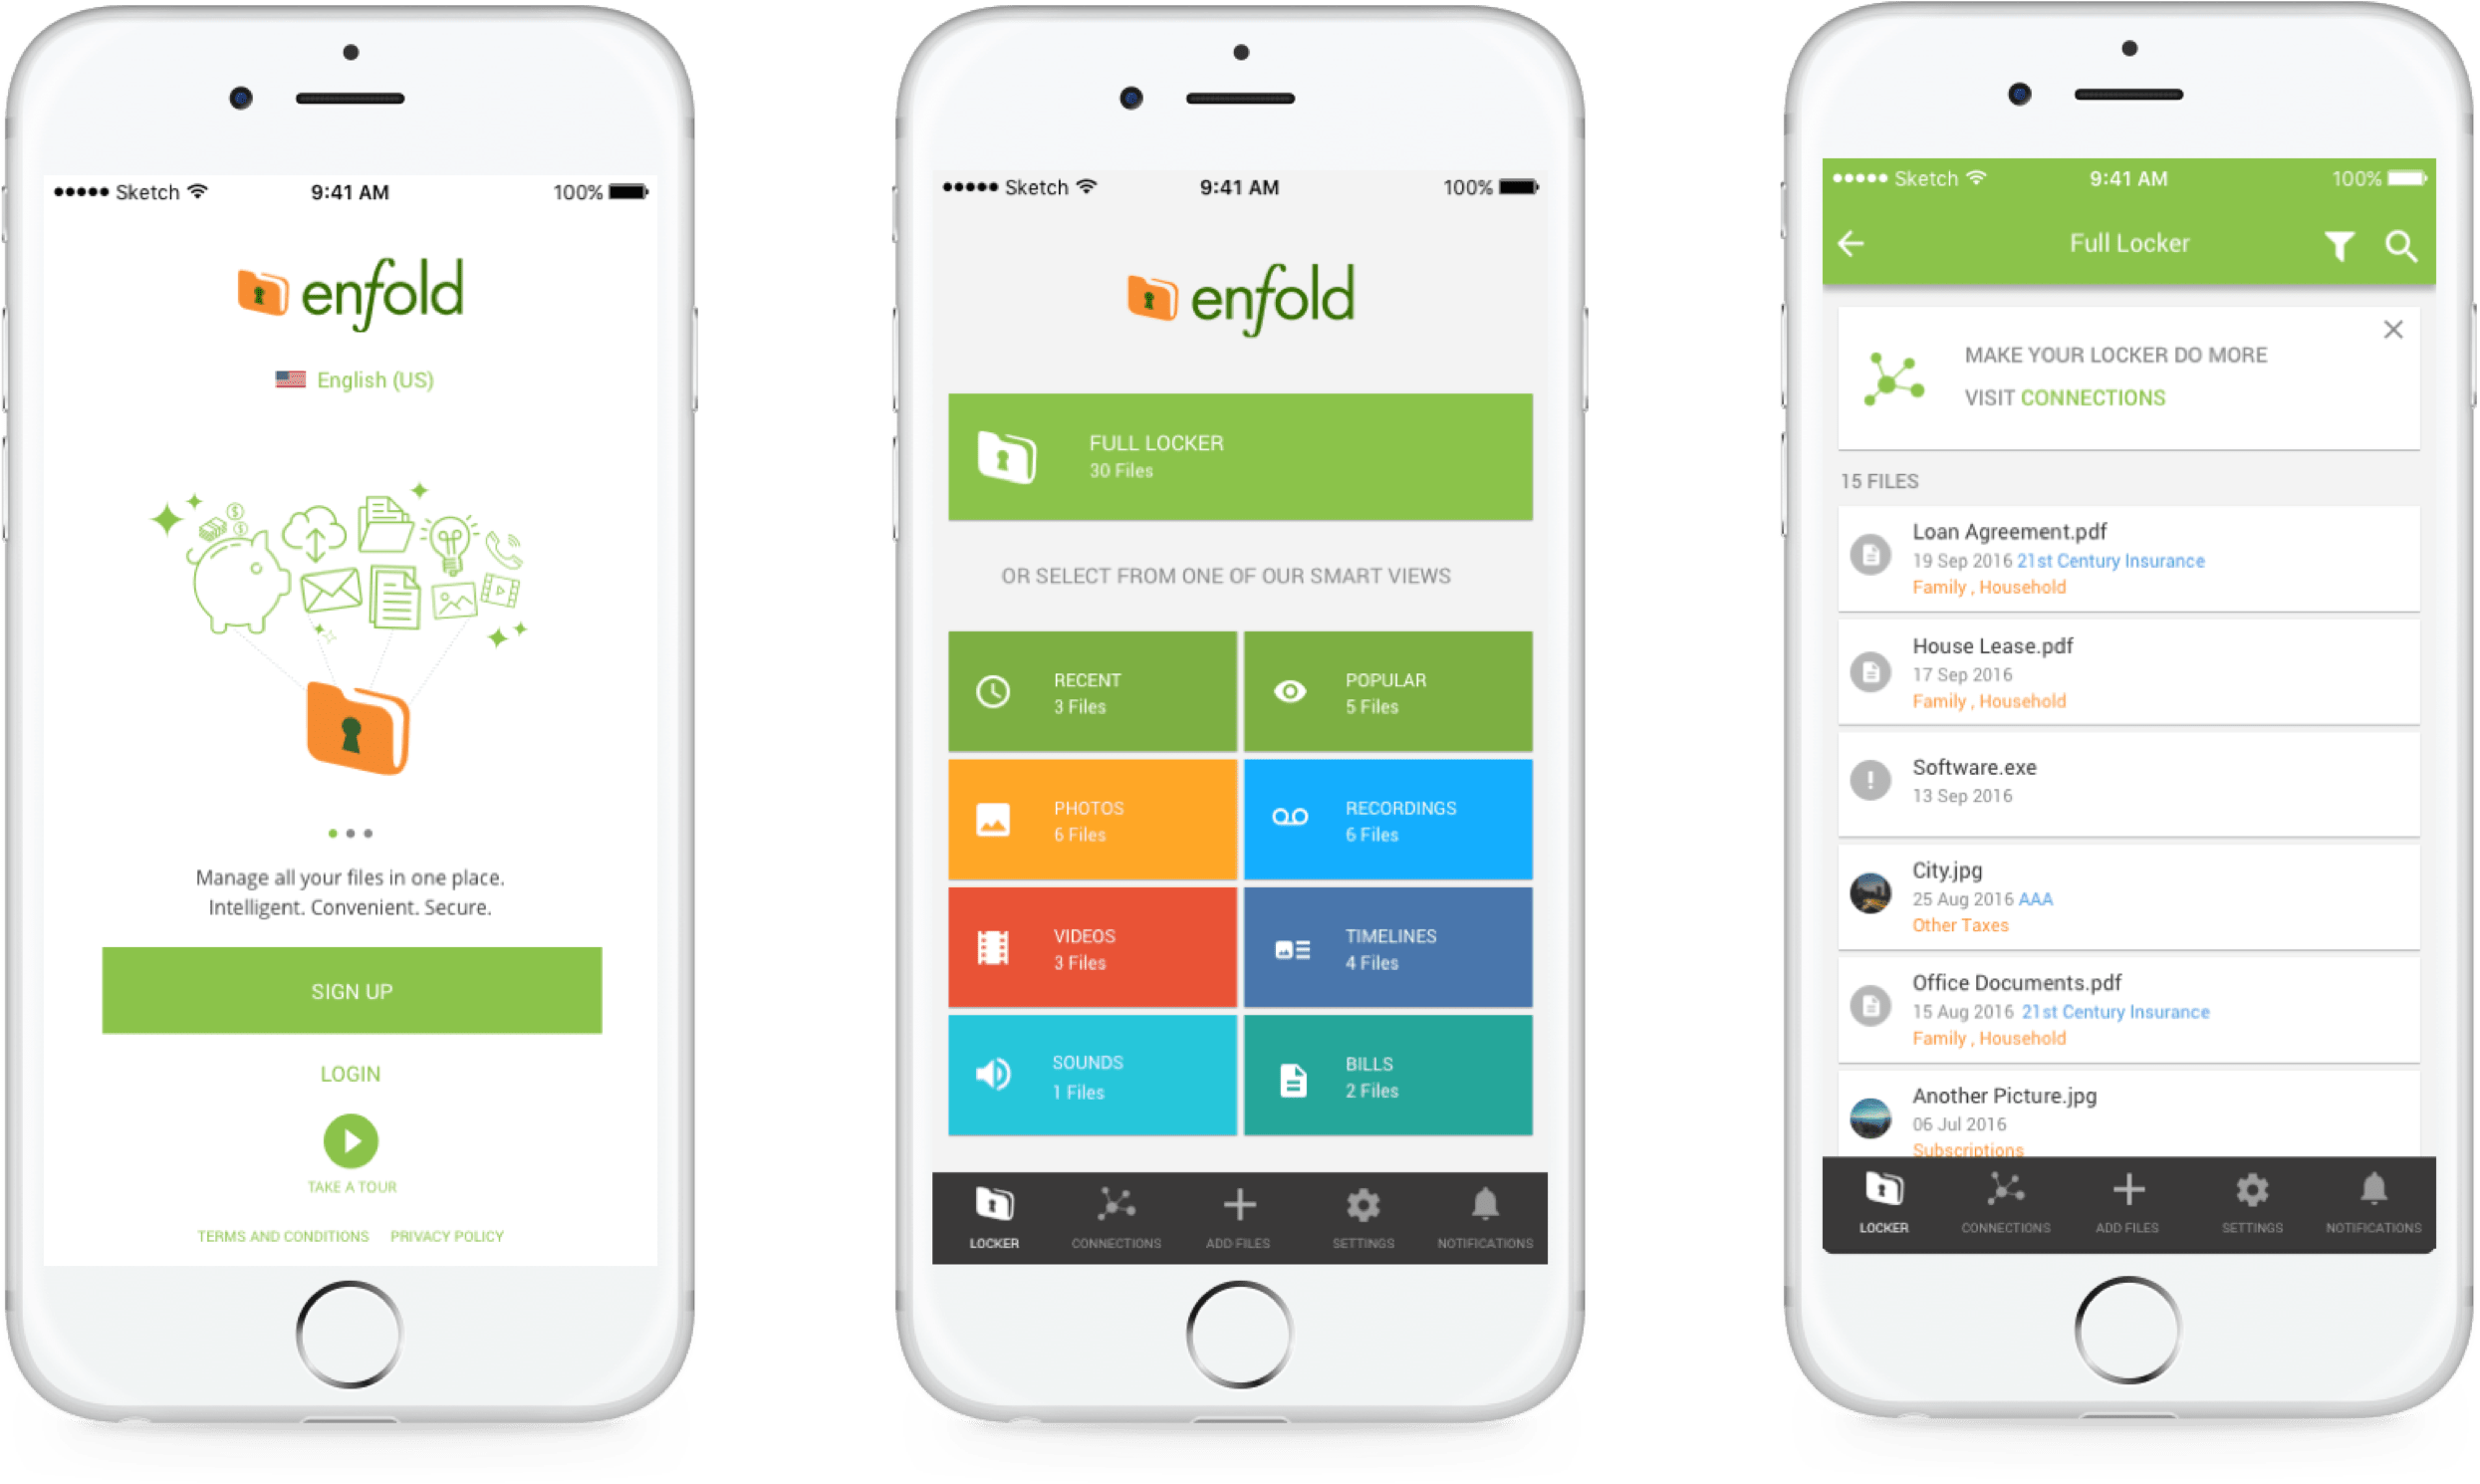 Sketch 9:41 AM 100%
enfold
English (US)
Manage all your files in one place.
Intelligent. Convenient. Secure.
SIGN UP
LOGIN
TAKE A TOUR
TERMS AND CONDITIONS PRIVACY POLICY
Sketch 9:41 AM 100%
enfold
FULL LOCKER
30 Files
OR SELECT FROM ONE OF OUR SMART VIEWS
RECENT
3 Files
POPULAR
5 Files
PHOTOS
6 Files
RECORDINGS
6 Files
VIDEOS
3 Files
TIMELINES
4 Files
SOUNDS
1 Files
BILLS
2 Files
LOCKER CONNECTIONS ADD FILES SETTINGS NOTIFICATIONS
Sketch 9:41 AM 100%
Full Locker
MAKE YOUR LOCKER DO MORE
VISIT CONNECTIONS
15 FILES
Loan Agreement.pdf
19 Sep 2016 21st Century Insurance
Family , Household
House Lease.pdf
17 Sep 2016
Family , Household
Software.exe
13 Sep 2016
City.jpg
25 Aug 2016 AAA
Other Taxes
Office Documents.pdf
15 Aug 2016 21st Century Insurance
Family , Household
Another Picture.jpg
06 Jul 2016
Subscriptions
LOCKER CONNECTIONS ADD FILES SETTINGS NOTIFICATIONS